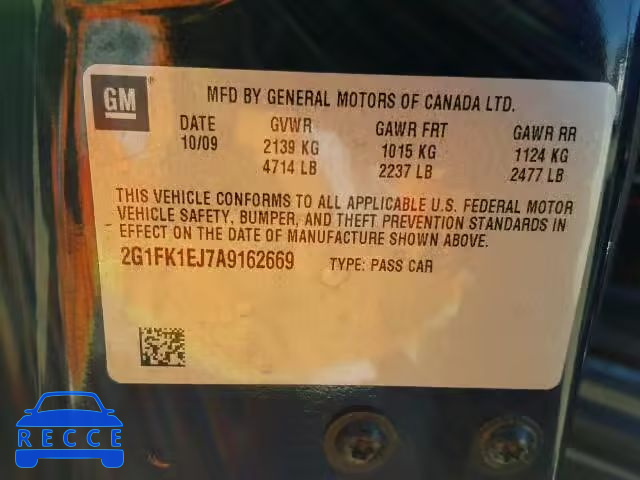 GM
MFD BY GENERAL MOTORS OF CANADA LTD.
DATE GVWR GAWR FRT GAWR RR
10/09 2139 KG 1015 KG 1124 KG
4714 LB 2237 LB 2477 LB
THIS VEHICLE CONFORMS TO ALL APPLICABLE U.S. FEDERAL MOTOR
VEHICLE SAFETY, BUMPER, AND THEFT PREVENTION STANDARDS IN
EFFECT ON THE DATE OF MANUFACTURE SHOWN ABOVE.
2G1FK1EJ7A9162669 TYPE: PASS CAR
RECCE